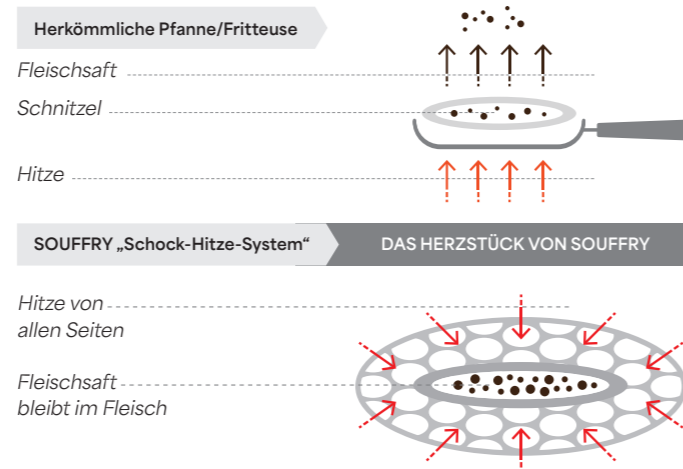 Herkömmliche Pfanne/Fritteuse
Fleischsaft
Schnitzel
Hitze
SOUFFRY „Schock-Hitze-System“
DAS HERZSTÜCK VON SOUFFRY
Hitze von
allen Seiten
Fleischsaft
bleibt im Fleisch